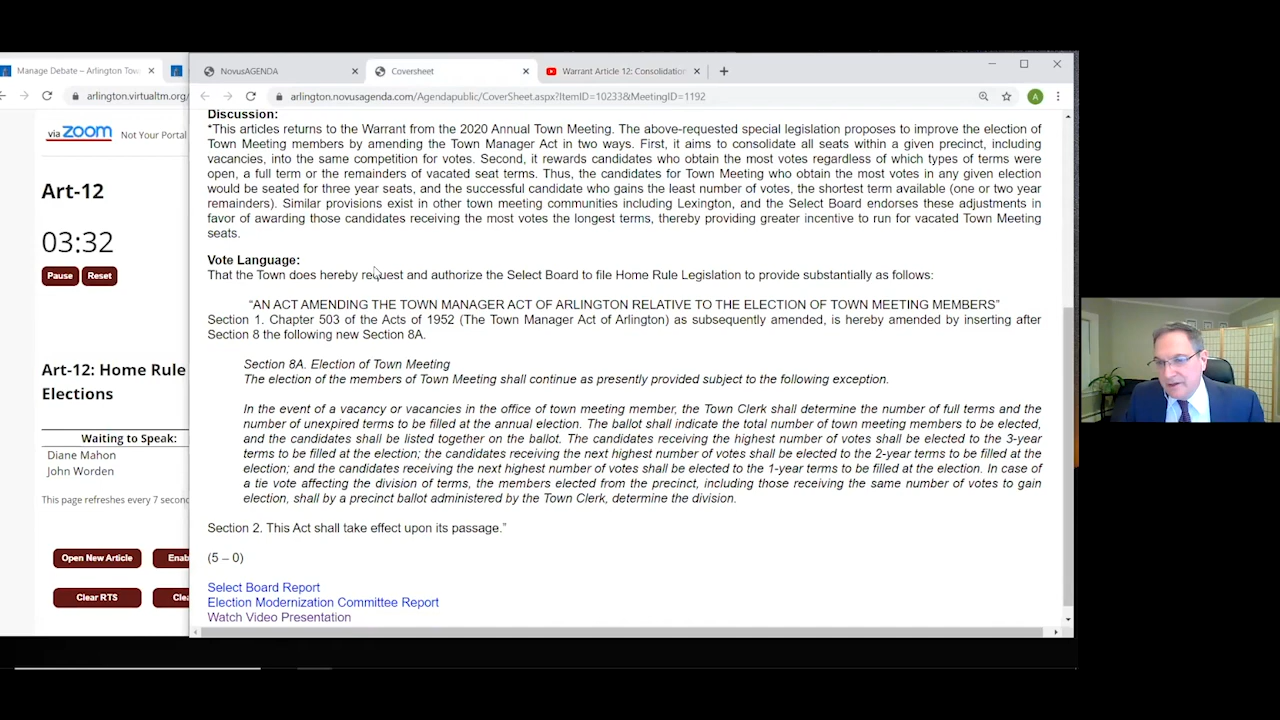 NovusAGENDA
Coversheet
Warrant Article 12: Consolidation
Manage Debate – Arlington Tow
arlington.novusagenda.com/Agendapublic/CoverSheet.aspx?ItemID=10233&MeetingID=1192
A
arlington.virtualtm.org/
via zoom Not Your Portal
Art-12
03:32
Pause Reset
Art-12: Home Rule
Elections
Waiting to Speak:
Diane Mahon
John Worden
This page refreshes every 7 second
Open New Article Enab
Clear RTS Cle
Discussion:
*This articles returns to the Warrant from the 2020 Annual Town Meeting. The above-requested special legislation proposes to improve the election of
Town Meeting members by amending the Town Manager Act in two ways. First, it aims to consolidate all seats within a given precinct, including
vacancies, into the same competition for votes. Second, it rewards candidates who obtain the most votes regardless of which types of terms were
open, a full term or the remainders of vacated seat terms. Thus, the candidates for Town Meeting who obtain the most votes in any given election
would be seated for three year seats, and the successful candidate who gains the least number of votes, the shortest term available (one or two year
remainders). Similar provisions exist in other town meeting communities including Lexington, and the Select Board endorses these adjustments in
favor of awarding those candidates receiving the most votes the longest terms, thereby providing greater incentive to run for vacated Town Meeting
seats.
Vote Language:
That the Town does hereby request and authorize the Select Board to file Home Rule Legislation to provide substantially as follows:
“AN ACT AMENDING THE TOWN MANAGER ACT OF ARLINGTON RELATIVE TO THE ELECTION OF TOWN MEETING MEMBERS”
Section 1. Chapter 503 of the Acts of 1952 (The Town Manager Act of Arlington) as subsequently amended, is hereby amended by inserting after
Section 8 the following new Section 8A.
Section 8A. Election of Town Meeting
The election of the members of Town Meeting shall continue as presently provided subject to the following exception.
In the event of a vacancy or vacancies in the office of town meeting member, the Town Clerk shall determine the number of full terms and the
number of unexpired terms to be filled at the annual election. The ballot shall indicate the total number of town meeting members to be elected,
and the candidates shall be listed together on the ballot. The candidates receiving the highest number of votes shall be elected to the 3-year
terms to be filled at the election; the candidates receiving the next highest number of votes shall be elected to the 2-year terms to be filled at the
election; and the candidates receiving the next highest number of votes shall be elected to the 1-year terms to be filled at the election. In case of
a tie vote affecting the division of terms, the members elected from the precinct, including those receiving the same number of votes to gain
election, shall by a precinct ballot administered by the Town Clerk, determine the division.
Section 2. This Act shall take effect upon its passage.”
(5 – 0)
Select Board Report
Election Modernization Committee Report
Watch Video Presentation